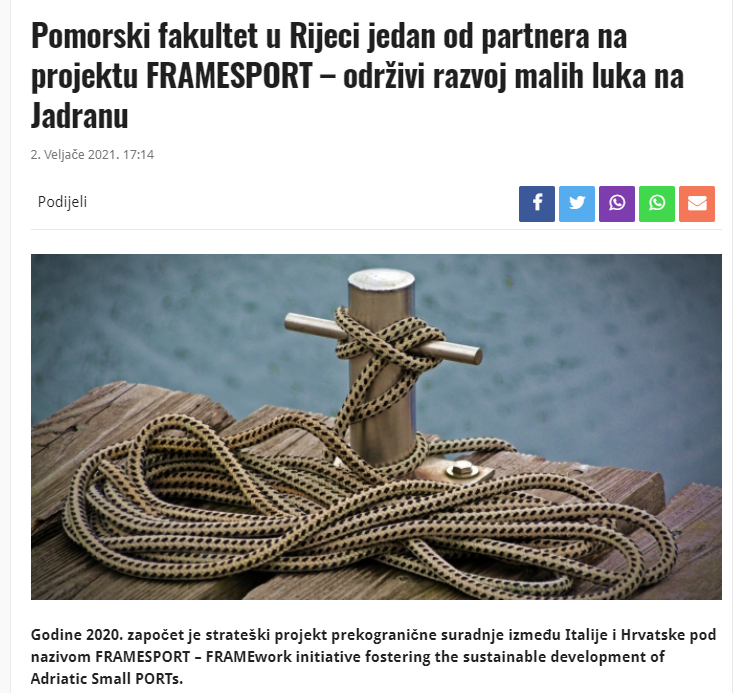 Pomorski fakultet u Rijeci jedan od partnera na
projektu FRAMESPORT – održivi razvoj malih luka na
Jadranu
2. Veljače 2021. 17:14
Podijeli
Godine 2020. započet je strateški projekt prekogranične suradnje između Italije i Hrvatske pod
nazivom FRAMESPORT – FRAMEwork initiative fostering the sustainable development of
Adriatic Small PORTs.